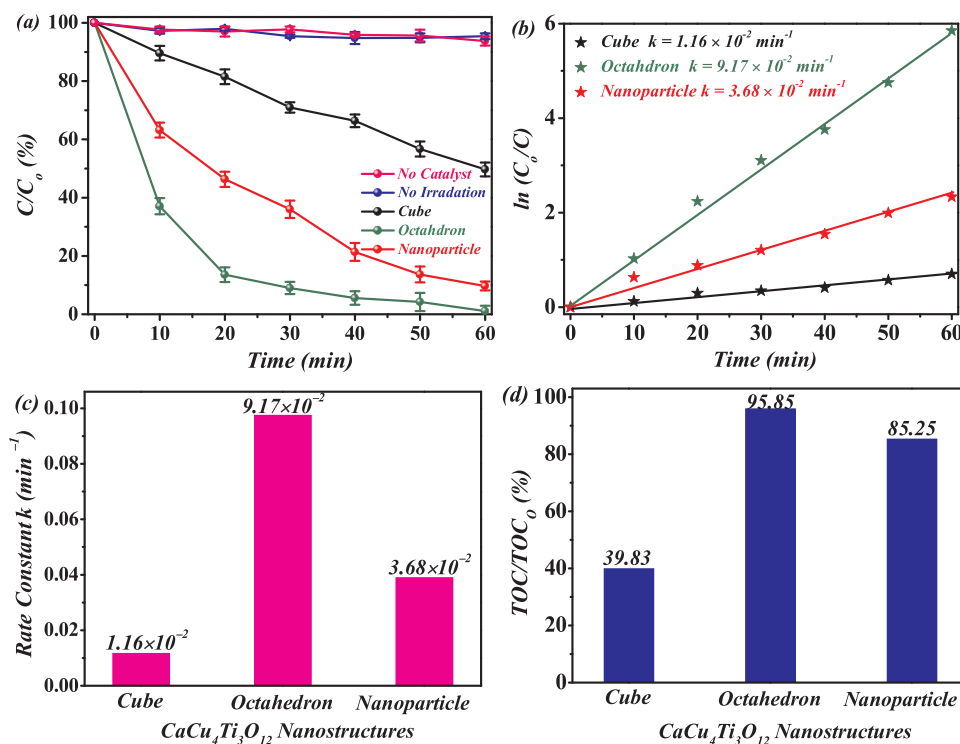 (a)
C/Cₒ (%)
100
80
60
40
20
0
No Catalyst
No Irradation
Cube
Octahdron
Nanoparticle
0 10 20 30 40 50 60
Time (min)
(b)
ln (Cₒ/C)
6
4
2
0
Cube k = 1.16 × 10⁻² min⁻¹
Octahdron k = 9.17 × 10⁻² min⁻¹
Nanoparticle k = 3.68 × 10⁻² min⁻¹
0 10 20 30 40 50 60
Time (min)
(c)
Rate Constant k (min ⁻¹)
0.10
0.08
0.06
0.04
0.02
0.00
1.16×10⁻²
9.17×10⁻²
3.68×10⁻²
Cube Octahedron Nanoparticle
CaCu₄Ti₃O₁₂ Nanostructures
(d)
TOC/TOCₒ (%)
100
80
60
40
20
0
39.83
95.85
85.25
Cube Octahedron Nanoparticle
CaCu₄Ti₃O₁₂ Nanostructures